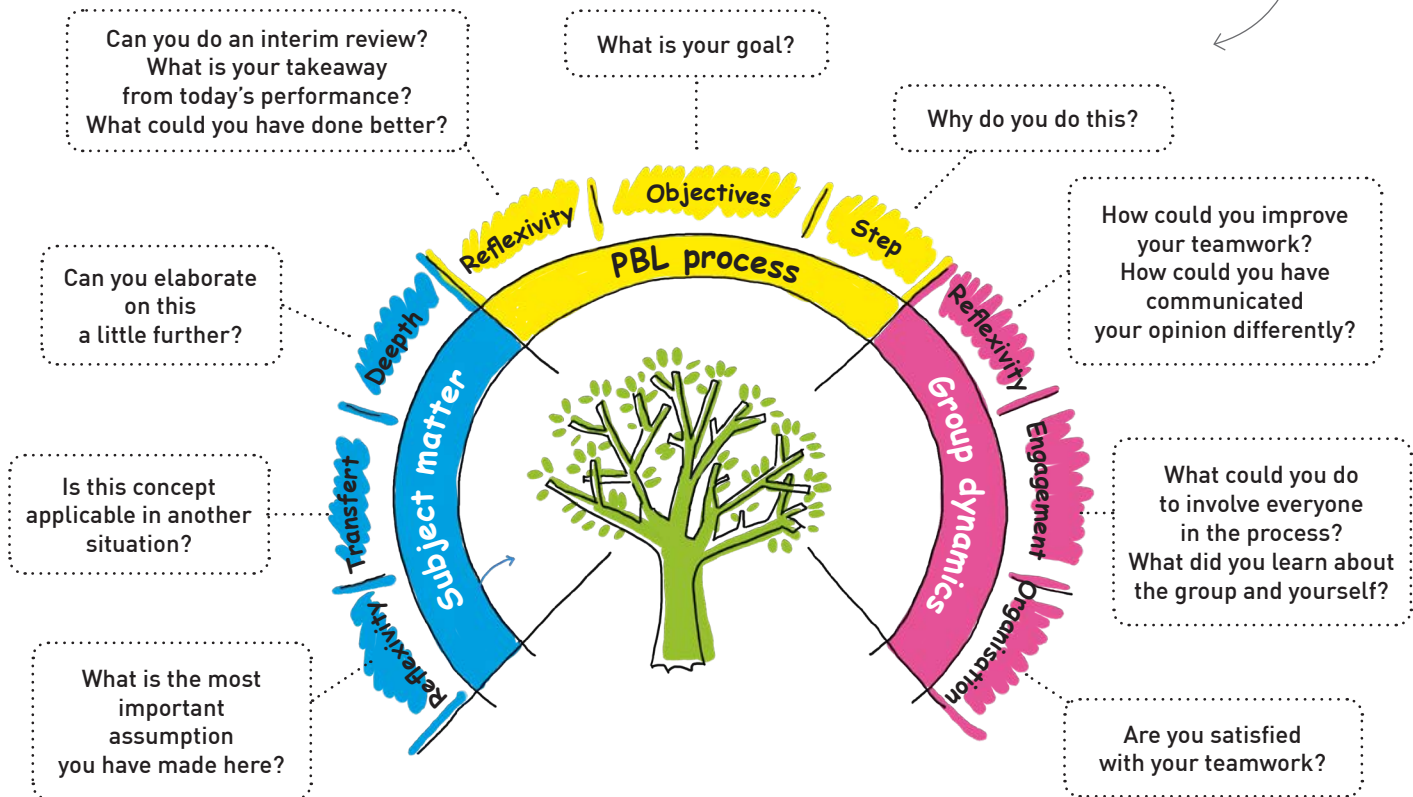 Can you do an interim review?
What is your takeaway
from today's performance?
What could you have done better?
What is your goal?
Why do you do this?
How could you improve
your teamwork?
How could you have
communicated
your opinion differently?
Can you elaborate
on this
a little further?
Is this concept
applicable in another
situation?
What is the most
important
assumption
you have made here?
What could you do
to involve everyone
in the process?
What did you learn about
the group and yourself?
Are you satisfied
with your teamwork?
Reflexivity
Objectives
Step
PBL process
Deepth
Transfert
Reflexivity
Subject matter
Reflexivity
Engagement
Organisation
Group dynamics